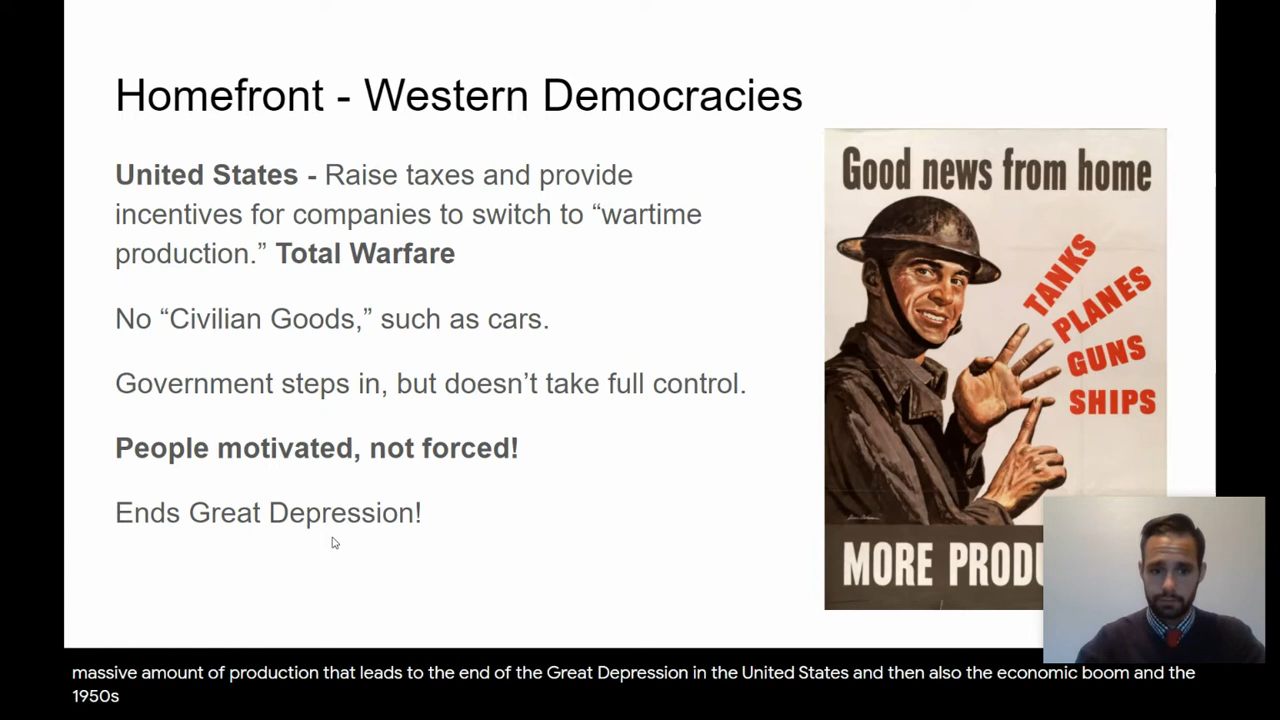 Homefront - Western Democracies
United States - Raise taxes and provide
incentives for companies to switch to “wartime
production.” Total Warfare
No “Civilian Goods,” such as cars.
Government steps in, but doesn’t take full control.
People motivated, not forced!
Ends Great Depression!
Good news from home
TANKS
PLANES
GUNS
SHIPS
MORE
massive amount of production that leads to the end of the Great Depression in the United States and then also the economic boom and the
1950s